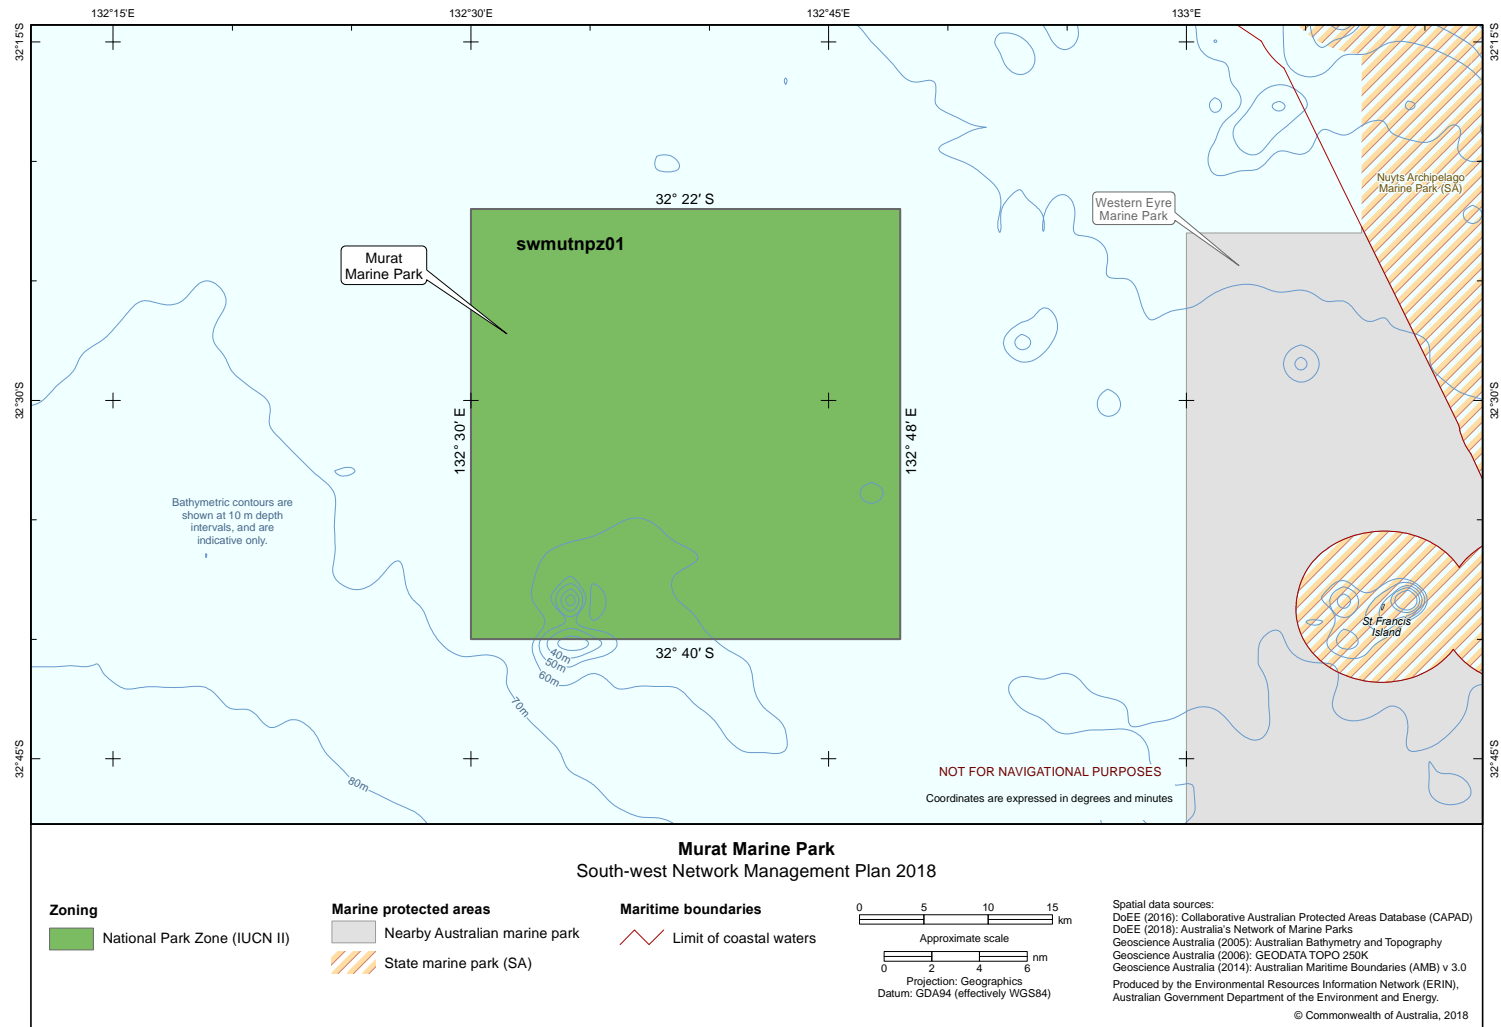 132°15'E
132°30'E
132°45'E
133°E
32°15'S
32°15'S
Nuyts Archipelago
Marine Park (SA)
Western Eyre
Marine Park
32° 22' S
swmutnpz01
Murat
Marine Park
32°30'S
132° 30' E
132° 48' E
32°30'S
Bathymetric contours are
shown at 10 m depth
intervals, and are
indicative only.
St Francis
Island
32° 40' S
40m
50m
60m
70m
80m
32°45'S
32°45'S
NOT FOR NAVIGATIONAL PURPOSES
Coordinates are expressed in degrees and minutes
Murat Marine Park
South-west Network Management Plan 2018
Zoning
National Park Zone (IUCN II)
Marine protected areas
Nearby Australian marine park
State marine park (SA)
Maritime boundaries
Limit of coastal waters
0 5 10 15
km
Approximate scale
nm
0 2 4 6
Projection: Geographics
Datum: GDA94 (effectively WGS84)
Spatial data sources:
DoEE (2016): Collaborative Australian Protected Areas Database (CAPAD)
DoEE (2018): Australia's Network of Marine Parks
Geoscience Australia (2005): Australian Bathymetry and Topography
Geoscience Australia (2006): GEODATA TOPO 250K
Geoscience Australia (2014): Australian Maritime Boundaries (AMB) v 3.0
Produced by the Environmental Resources Information Network (ERIN),
Australian Government Department of the Environment and Energy.
© Commonwealth of Australia, 2018